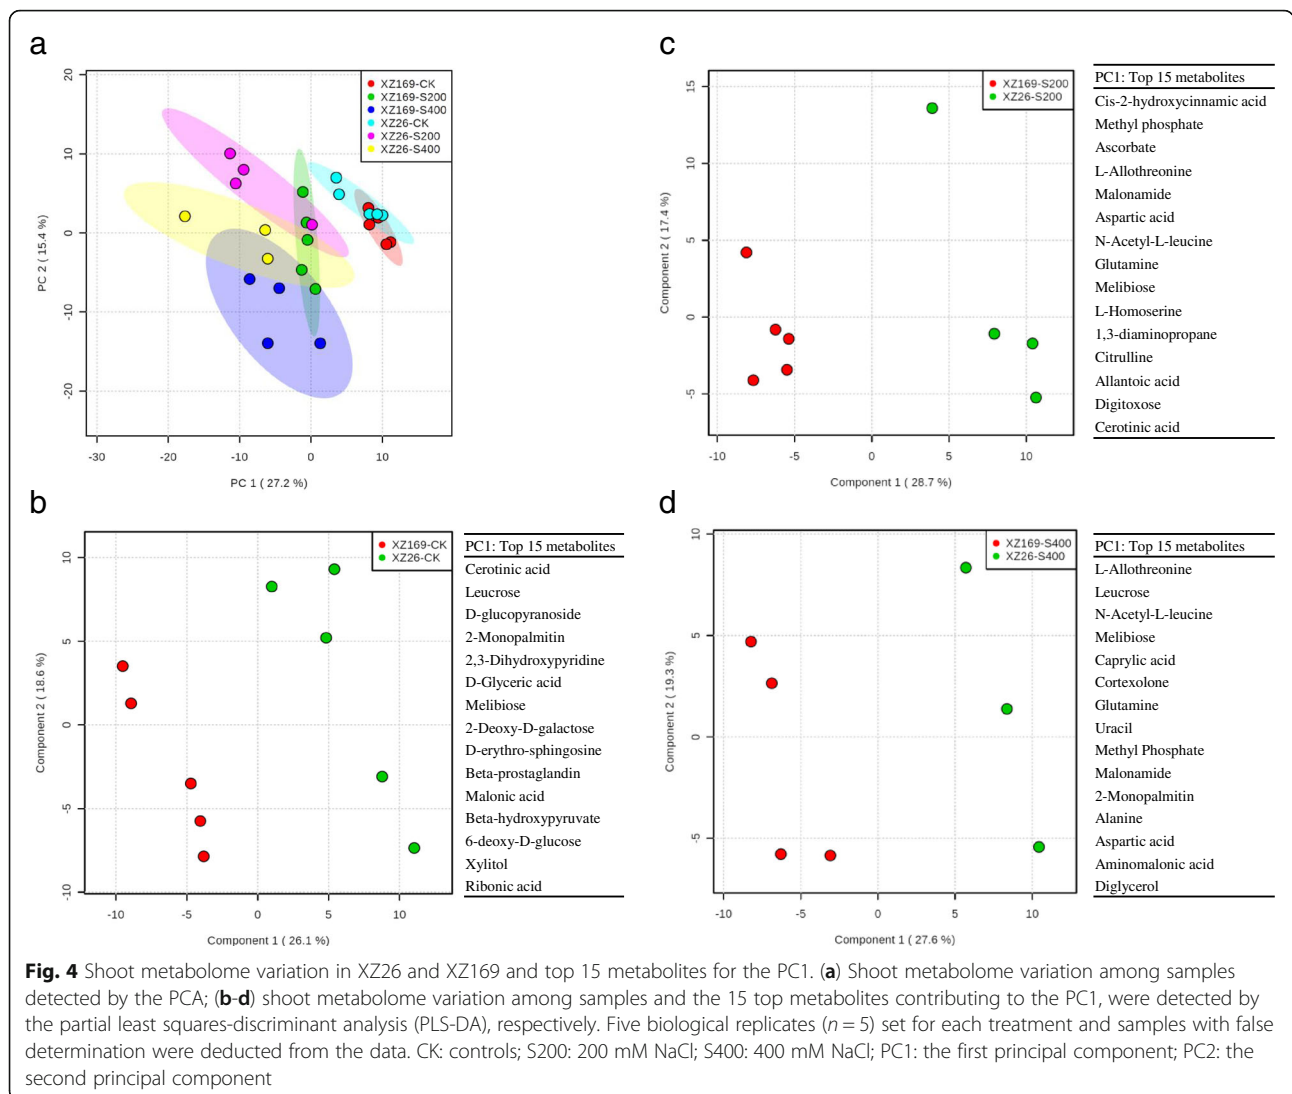 a
20
10
0
-10
-20
PC 2 ( 15.4 %)
-30
-20
-10
0
10
PC 1 ( 27.2 %)
XZ169-CK
XZ169-S200
XZ169-S400
XZ26-CK
XZ26-S200
XZ26-S400
c
15
10
5
0
-5
Component 2 ( 17.4 %)
-10
-5
0
5
10
Component 1 ( 28.7 %)
XZ169-S200
XZ26-S200
PC1: Top 15 metabolites
Cis-2-hydroxycinnamic acid
Methyl phosphate
Ascorbate
L-Allothreonine
Malonamide
Aspartic acid
N-Acetyl-L-leucine
Glutamine
Melibiose
L-Homoserine
1,3-diaminopropane
Citrulline
Allantoic acid
Digitoxose
Cerotinic acid
b
10
5
0
-5
-10
Component 2 ( 18.6 %)
-10
-5
0
5
10
Component 1 ( 26.1 %)
XZ169-CK
XZ26-CK
PC1: Top 15 metabolites
Cerotinic acid
Leucrose
D-glucopyranoside
2-Monopalmitin
2,3-Dihydroxypyridine
D-Glyceric acid
Melibiose
2-Deoxy-D-galactose
D-erythro-sphingosine
Beta-prostaglandin
Malonic acid
Beta-hydroxypyruvate
6-deoxy-D-glucose
Xylitol
Ribonic acid
d
10
5
0
-5
Component 2 ( 19.3 %)
-10
-5
0
5
10
Component 1 ( 27.6 %)
XZ169-S400
XZ26-S400
PC1: Top 15 metabolites
L-Allothreonine
Leucrose
N-Acetyl-L-leucine
Melibiose
Caprylic acid
Cortexolone
Glutamine
Uracil
Methyl Phosphate
Malonamide
2-Monopalmitin
Alanine
Aspartic acid
Aminomalonic acid
Diglycerol
Fig. 4 Shoot metabolome variation in XZ26 and XZ169 and top 15 metabolites for the PC1. (a) Shoot metabolome variation among samples
detected by the PCA; (b-d) shoot metabolome variation among samples and the 15 top metabolites contributing to the PC1, were detected by
the partial least squares-discriminant analysis (PLS-DA), respectively. Five biological replicates (n = 5) set for each treatment and samples with false
determination were deducted from the data. CK: controls; S200: 200 mM NaCl; S400: 400 mM NaCl; PC1: the first principal component; PC2: the
second principal component